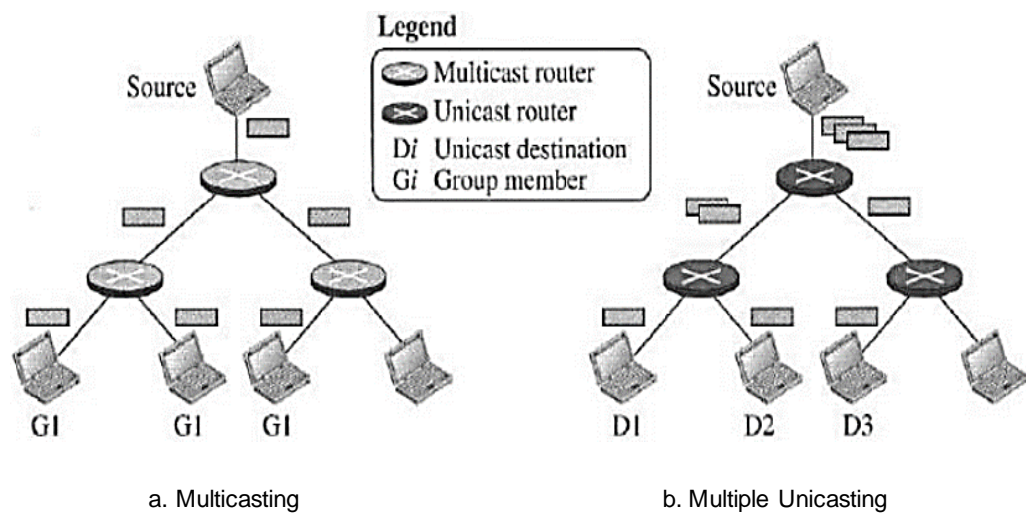 Legend
Source
Multicast router
Unicast router
Di Unicast destination
Gi Group member
Source
G1 G1 G1
D1 D2 D3
a. Multicasting
b. Multiple Unicasting